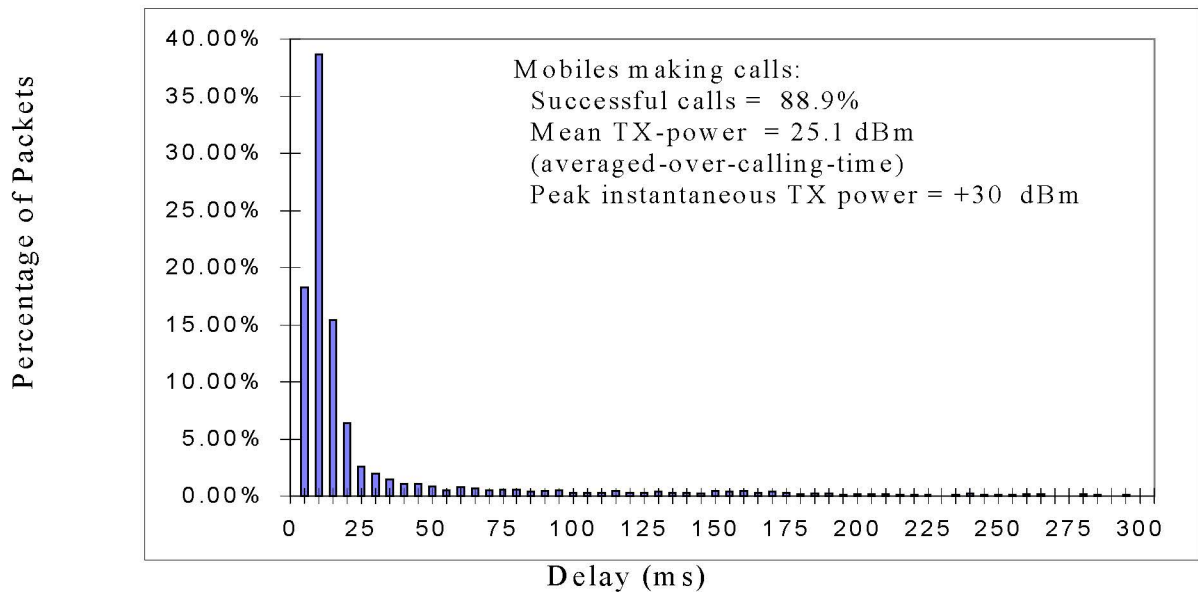 Percentage of Packets
40.00%
35.00%
30.00%
25.00%
20.00%
15.00%
10.00%
5.00%
0.00%
Mobiles making calls:
Successful calls = 88.9%
Mean TX-power = 25.1 dBm
(averaged-over-calling-time)
Peak instantaneous TX power = +30 dBm
0 25 50 75 100 125 150 175 200 225 250 275 300
Delay (ms)